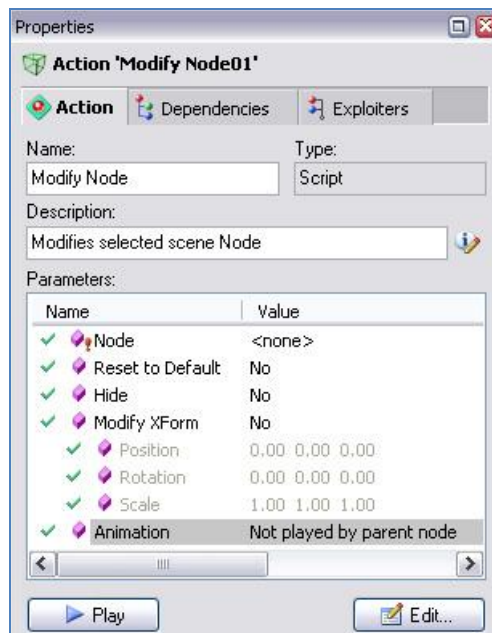 Properties
Action 'Modify Node01'
Action Dependencies Exploiters
Name: Type:
Modify Node Script
Description:
Modifies selected scene Node
Parameters:
Name Value
Node <none>
Reset to Default No
Hide No
Modify XForm No
Position 0.00 0.00 0.00
Rotation 0.00 0.00 0.00
Scale 1.00 1.00 1.00
Animation Not played by parent node
Play Edit...